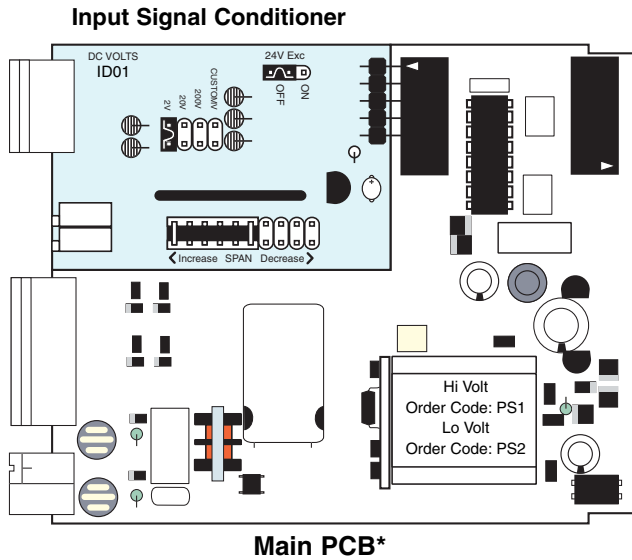 Input Signal Conditioner
DC VOLTS
ID01
24V Exc
OFF
ON
2V
20V
200V
CUSTOMV
< Increase SPAN Decrease >
Hi Volt
Order Code: PS1
Lo Volt
Order Code: PS2
Main PCB*